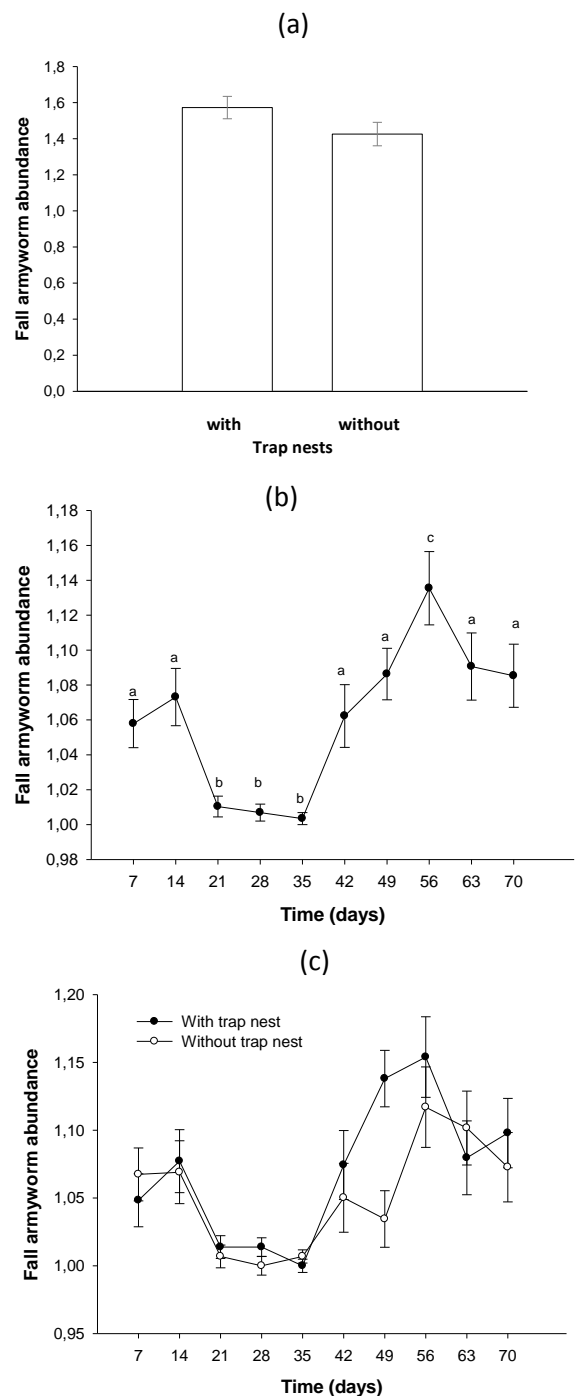 (a)
Fall armyworm abundance
1,8
1,6
1,4
1,2
1,0
0,8
0,6
0,4
0,2
0,0
with without
Trap nests
(b)
Fall armyworm abundance
1,18
1,16
1,14
1,12
1,10
1,08
1,06
1,04
1,02
1,00
0,98
a a b b b a a c a a
7 14 21 28 35 42 49 56 63 70
Time (days)
(c)
Fall armyworm abundance
1,20
1,15
1,10
1,05
1,00
0,95
With trap nest
Without trap nest
7 14 21 28 35 42 49 56 63 70
Time (days)